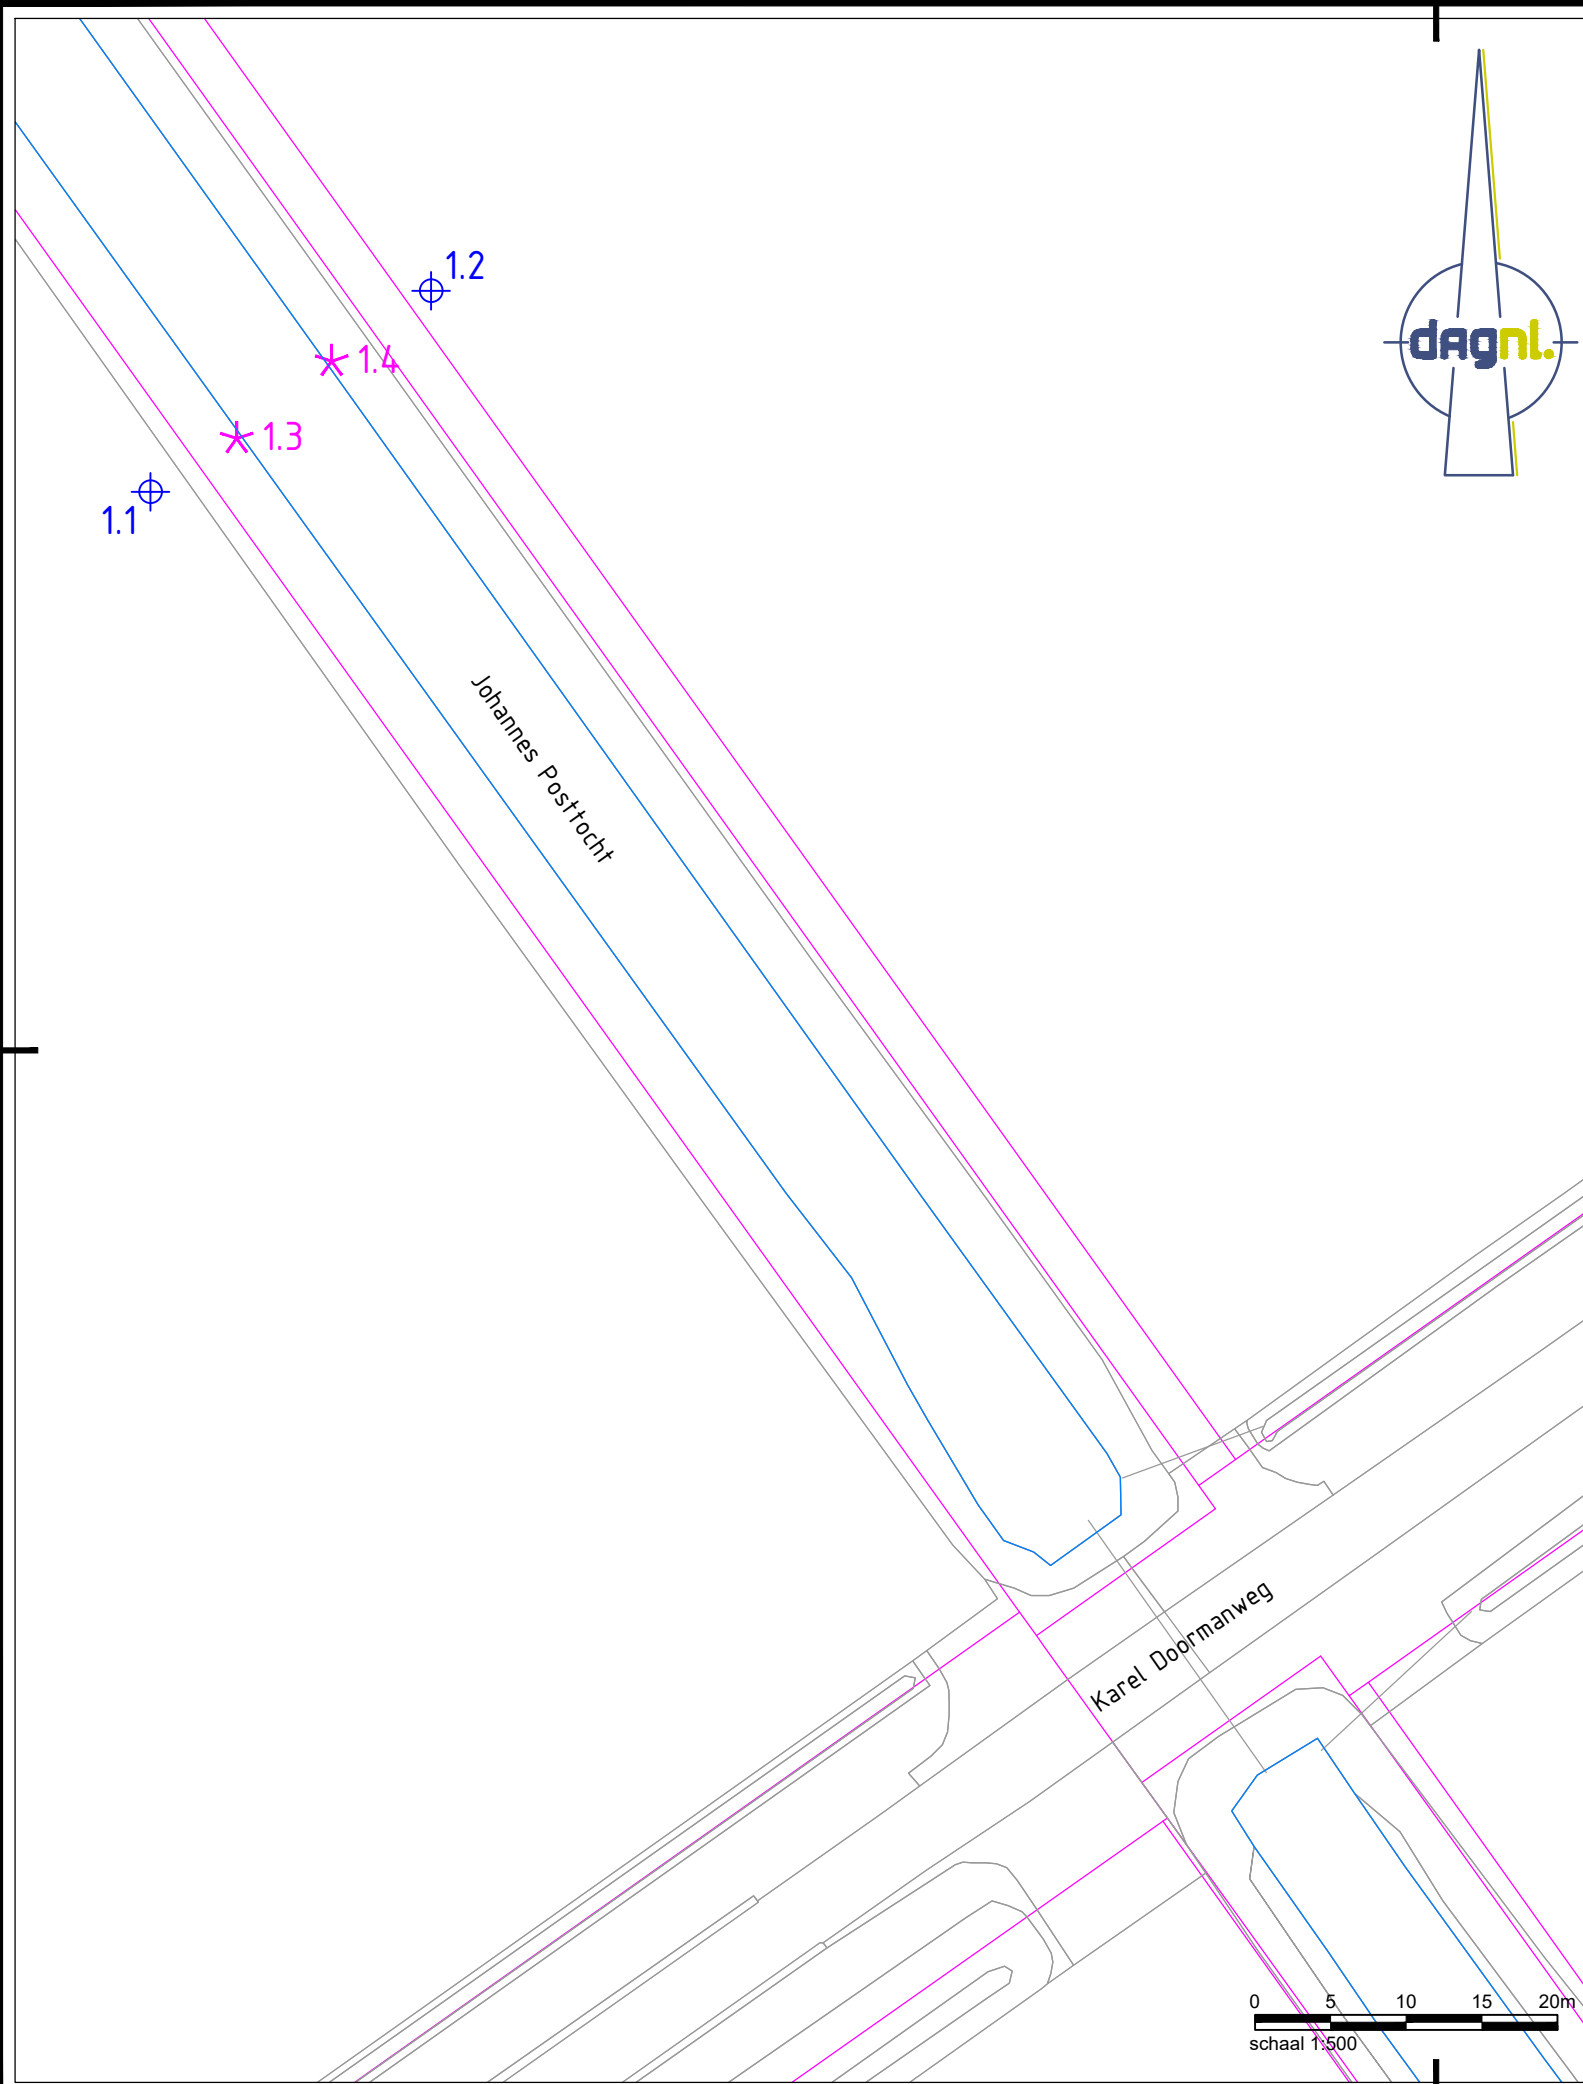 1.2
dAgnl.
1.4
1.3
1.1
Johannes Posttocht
Karel Doormanweg
0 5 10 15 20m
schaal 1:500